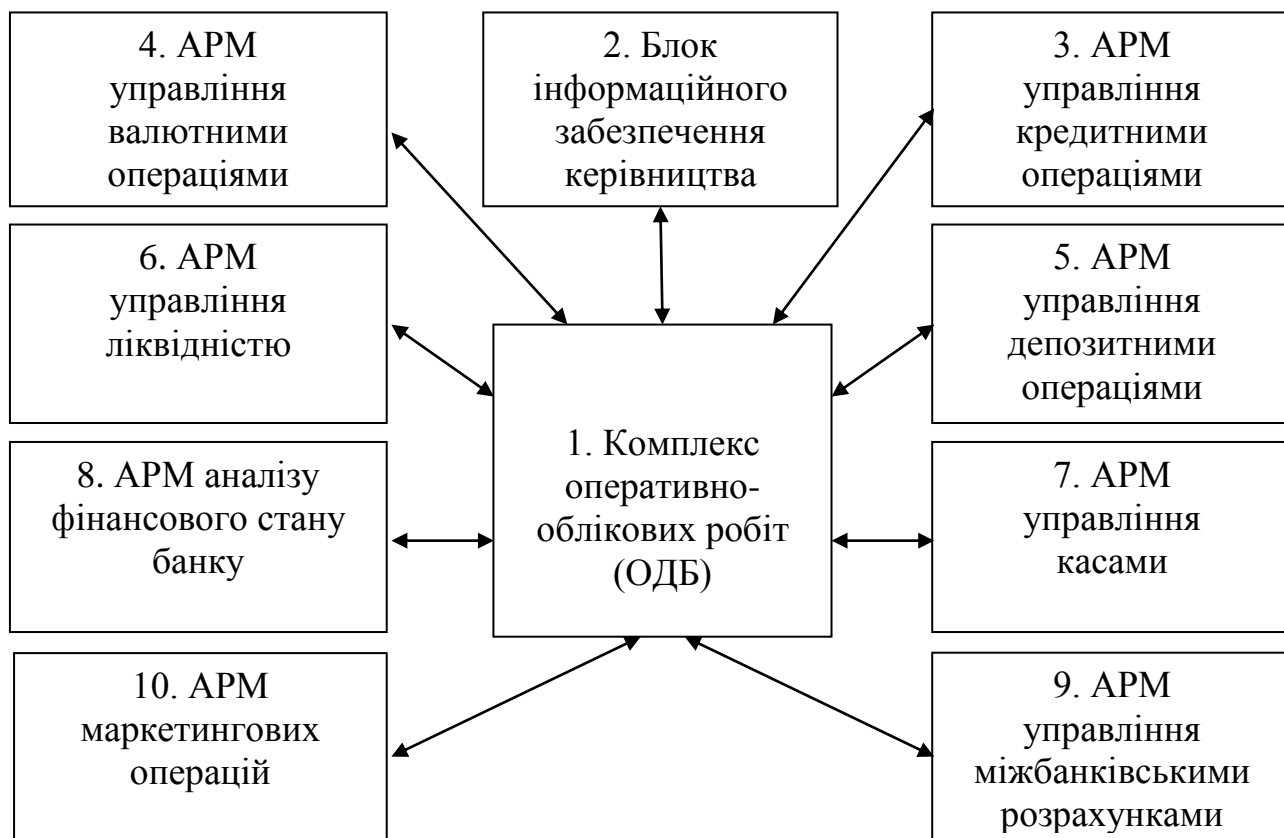 4. АРМ
управління
валютними
операціями
2. Блок
інформаційного
забезпечення
керівництва
3. АРМ
управління
кредитними
операціями
6. АРМ
управління
ліквідністю
5. АРМ
управління
депозитними
операціями
1. Комплекс
оперативно-
облікових робіт
(ОДБ)
8. АРМ аналізу
фінансового стану
банку
7. АРМ
управління
касами
10. АРМ
маркетингових
операцій
9. АРМ
управління
міжбанківськими
розрахунками